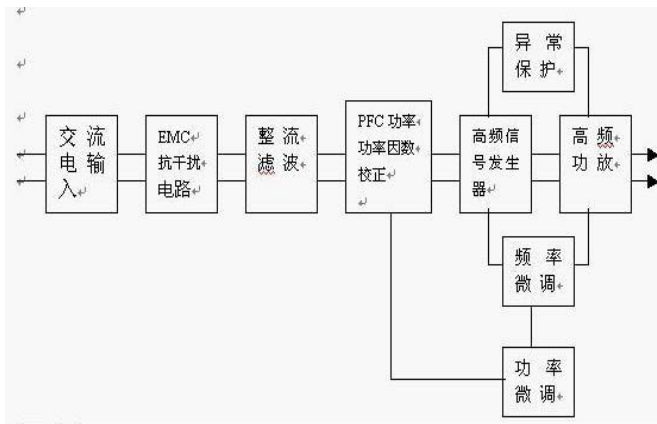 异 常
保 护
交 流
电 输
入
EMC
抗干扰
电路
整 流
滤 波
PFC 功率
功率因数
校正
高频信
号发生
器
高 频
功 放
频 率
微 调
功 率
微 调